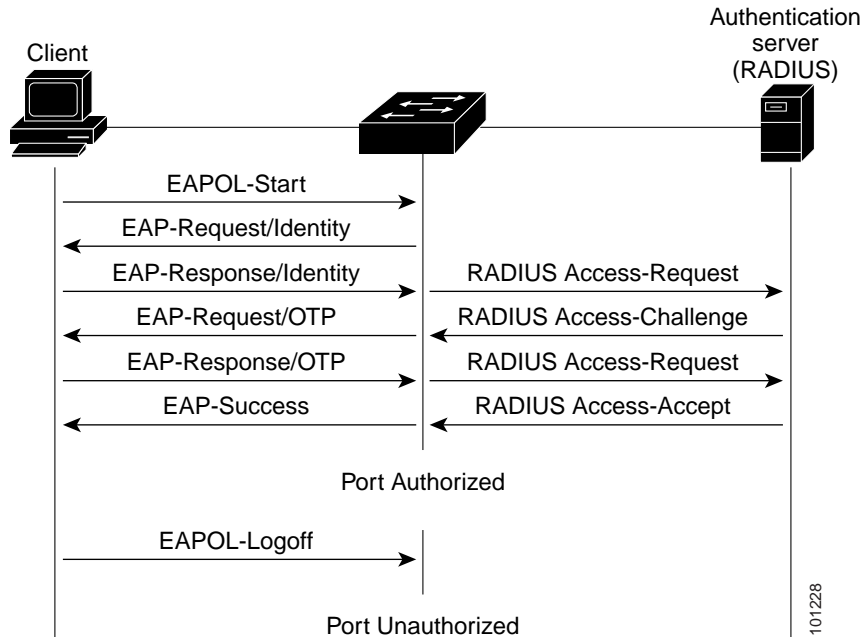 Client
Authentication
server
(RADIUS)
EAPOL-Start
EAP-Request/Identity
EAP-Response/Identity
RADIUS Access-Request
EAP-Request/OTP
RADIUS Access-Challenge
EAP-Response/OTP
RADIUS Access-Request
EAP-Success
RADIUS Access-Accept
Port Authorized
EAPOL-Logoff
Port Unauthorized
101228